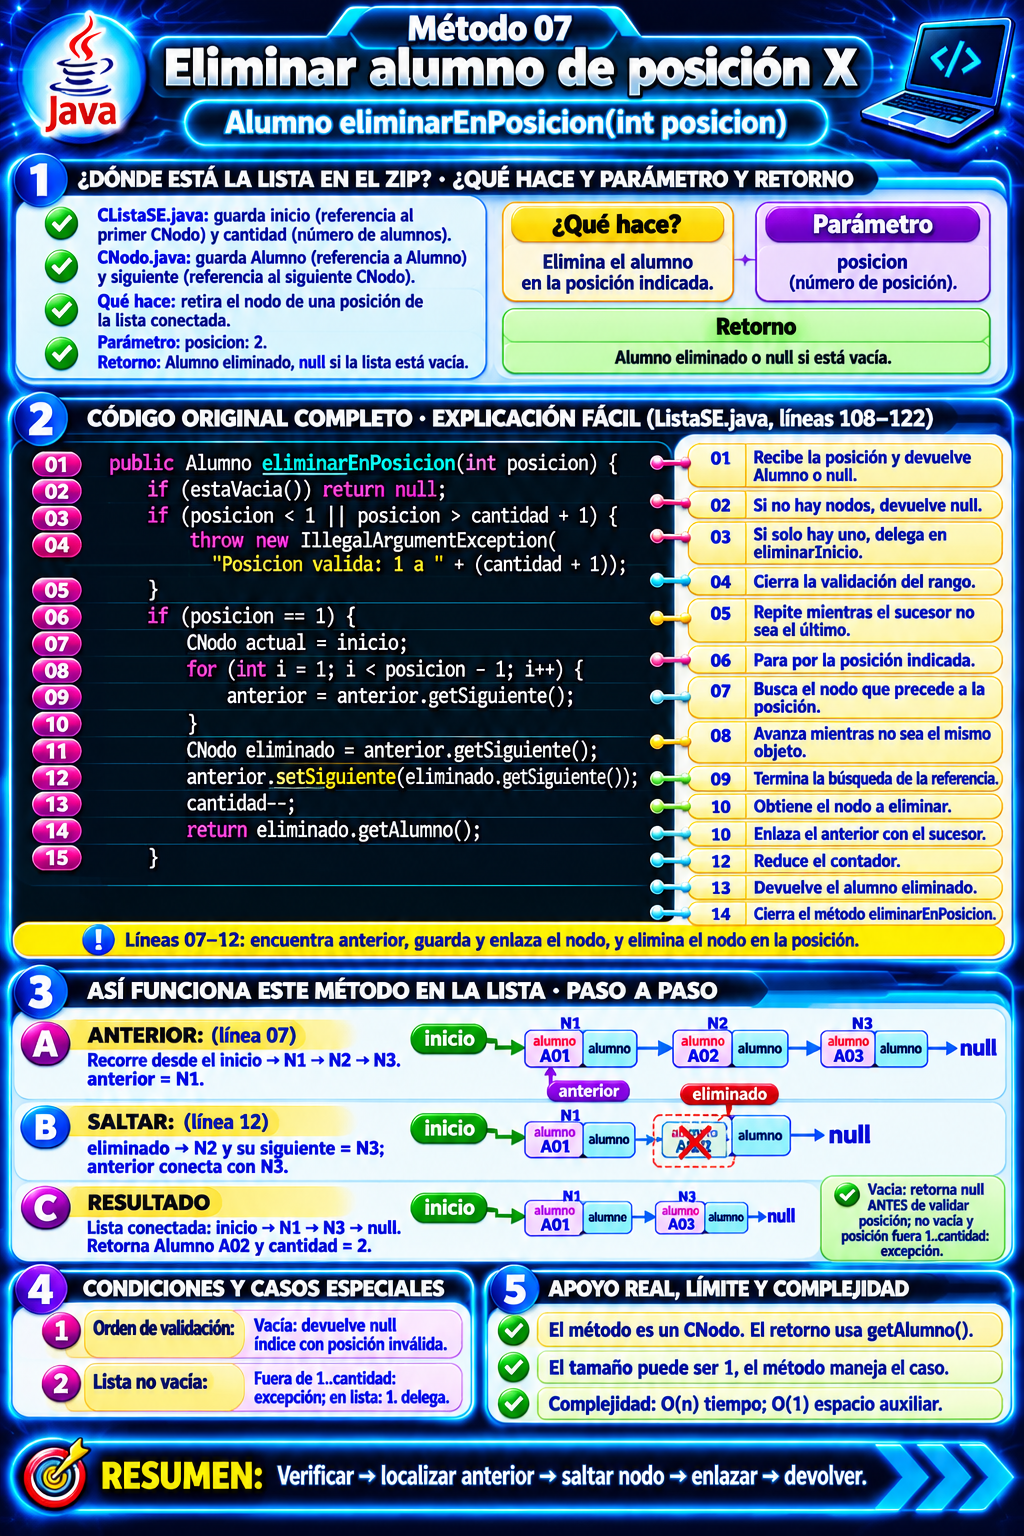 Java
Método 07
Eliminar alumno de posición X
Alumno eliminarEnPosicion(int posicion)
</>
1 ¿DÓNDE ESTÁ LA LISTA EN EL ZIP? · ¿QUÉ HACE Y PARÁMETRO Y RETORNO
CListaSE.java: guarda inicio (referencia al
primer CNodo) y cantidad (número de alumnos).
CNodo.java: guarda Alumno (referencia a Alumno)
y siguiente (referencia al siguiente CNodo).
Qué hace: retira el nodo de una posición de
la lista conectada.
Parámetro: posicion: 2.
Retorno: Alumno eliminado, null si la lista está vacía.
¿Qué hace?
Elimina el alumno
en la posición indicada.
Parámetro
posicion
(número de posición).
Retorno
Alumno eliminado o null si está vacía.
2 CÓDIGO ORIGINAL COMPLETO · EXPLICACIÓN FÁCIL (ListaSE.java, líneas 108–122)
01 public Alumno eliminarEnPosicion(int posicion) {
02 if (estaVacia()) return null;
03 if (posicion < 1 || posicion > cantidad + 1) {
04 throw new IllegalArgumentException(
"Posicion valida: 1 a " + (cantidad + 1));
05 }
06 if (posicion == 1) {
07 CNodo actual = inicio;
08 for (int i = 1; i < posicion - 1; i++) {
09 anterior = anterior.getSiguiente();
10 }
11 CNodo eliminado = anterior.getSiguiente();
12 anterior.setSiguiente(eliminado.getSiguiente());
13 cantidad--;
14 return eliminado.getAlumno();
15 }
01 Recibe la posición y devuelve
Alumno o null.
02 Si no hay nodos, devuelve null.
03 Si solo hay uno, delega en
eliminarInicio.
04 Cierra la validación del rango.
05 Repite mientras el sucesor no
sea el último.
06 Para por la posición indicada.
07 Busca el nodo que precede a la
posición.
08 Avanza mientras no sea el mismo
objeto.
09 Termina la búsqueda de la referencia.
10 Obtiene el nodo a eliminar.
10 Enlaza el anterior con el sucesor.
12 Reduce el contador.
13 Devuelve el alumno eliminado.
14 Cierra el método eliminarEnPosicion.
! Líneas 07–12: encuentra anterior, guarda y enlaza el nodo, y elimina el nodo en la posición.
3 ASÍ FUNCIONA ESTE MÉTODO EN LA LISTA · PASO A PASO
A ANTERIOR: (línea 07)
Recorre desde el inicio → N1 → N2 → N3.
anterior = N1.
inicio
N1
alumno
A01
alumno
N2
alumno
A02
alumno
N3
alumno
A03
alumno
null
anterior
B SALTAR: (línea 12)
eliminado → N2 y su siguiente = N3;
anterior conecta con N3.
inicio
N1
alumno
A01
alumno
eliminado
alumno
null
C RESULTADO
Lista conectada: inicio → N1 → N3 → null.
Retorna Alumno A02 y cantidad = 2.
inicio
N1
alumno
A01
alumne
N3
alumno
A03
alumno
null
Vacia: retorna null
ANTES de validar
posición; no vacía y
posición fuera 1..cantidad:
excepción.
4 CONDICIONES Y CASOS ESPECIALES
1 Orden de validación:
Vacía: devuelve null
índice con posición inválida.
2 Lista no vacía:
Fuera de 1..cantidad:
excepción; en lista: 1. delega.
5 APOYO REAL, LÍMITE Y COMPLEJIDAD
El método es un CNodo. El retorno usa getAlumno().
El tamaño puede ser 1, el método maneja el caso.
Complejidad: O(n) tiempo; O(1) espacio auxiliar.
RESUMEN: Verificar → localizar anterior → saltar nodo → enlazar → devolver.